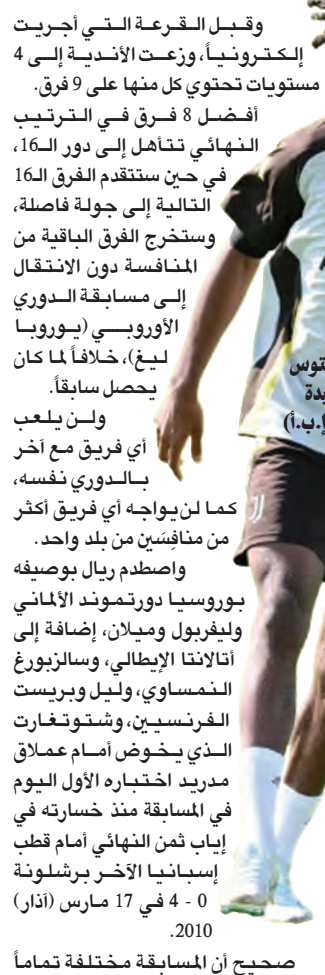 وقبل القرعة التي أجريت
إلكترونياً، وزعت الأندية إلى 4
مستويات تحتوي كل منها على 9 فرق.
أفضل 8 فرق في الترتيب
النهائي تتأهل إلى دور الـ16،
في حين ستتقدم الفرق الـ16
التالية إلى جولة فاصلة،
وستخرج الفرق الباقية من
المنافسة دون الانتقال
إلى مسابقة الدوري
الأوروبي (يوروبا
ليغ)، خلافاً لما كان
يحصل سابقاً.
ولن يلعب
أي فريق مع آخر
بالدوري نفسه،
كما لن يواجه أي فريق أكثر
من منافِسَين من بلد واحد.
واصطدم ريال بوصيفه
بوروسيا دورتموند الألماني
وليفربول وميلان، إضافة إلى
أتالانتا الإيطالي، وسالزبورغ
النمساوي، وليل وبريست
الفرنسيين، وشتوتغارت
الذي يخوض أمام عملاق
مدريد اختباره الأول اليوم
في المسابقة منذ خسارته في
إياب ثمن النهائي أمام قطب
إسبانيا الآخر برشلونة
0 - 4 في 17 مارس (آذار)
2010.
صحيح أن المسابقة مختلفة تماماً
توس
يدة
(إ.ب.أ)